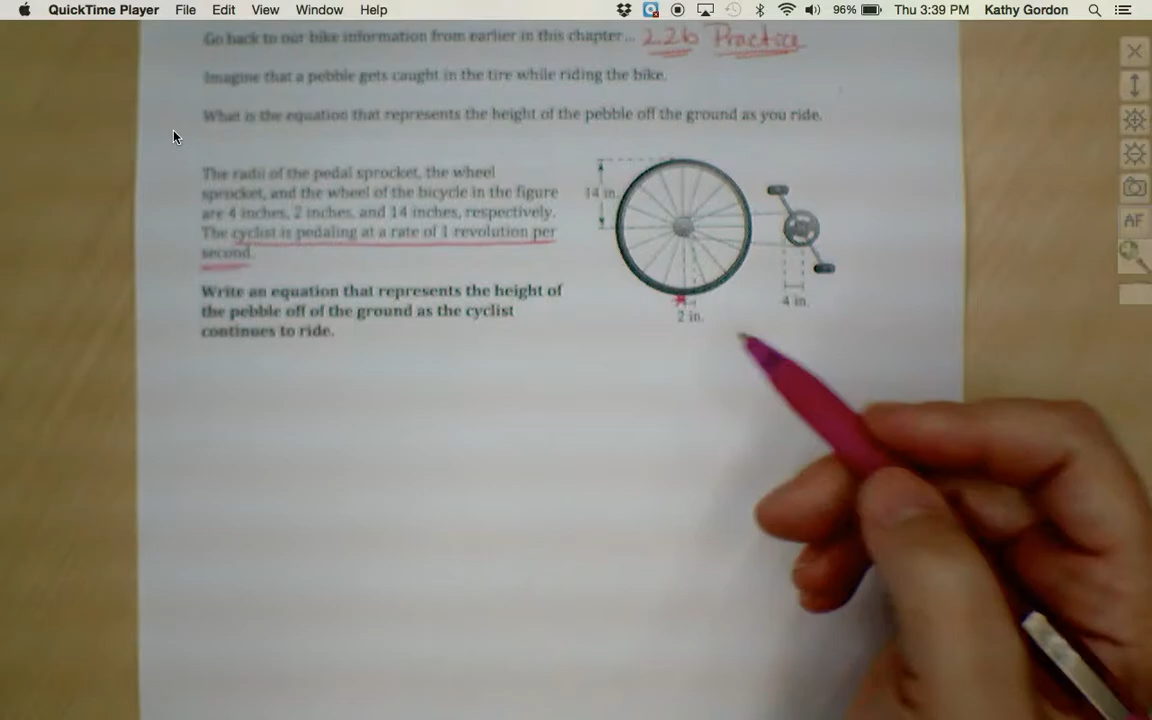 QuickTime Player File Edit View Window Help 96% Thu 3:39 PM Kathy Gordon
Go back to our bike information from earlier in this chapter... 2.2b Practice
Imagine that a pebble gets caught in the tire while riding the bike.
What is the equation that represents the height of the pebble off the ground as you ride.
The radii of the pedal sprocket, the wheel
sprocket, and the wheel of the bicycle in the figure
are 4 inches, 2 inches, and 14 inches, respectively.
The cyclist is pedaling at a rate of 1 revolution per
second.
14 in.
4 in.
2 in.
Write an equation that represents the height of
the pebble off of the ground as the cyclist
continues to ride.
AF